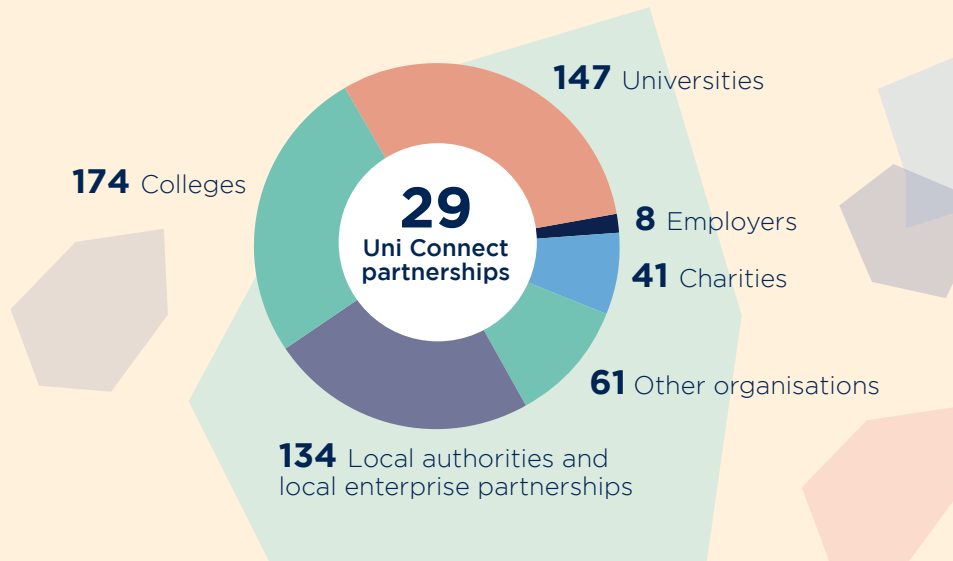 147 Universities
174 Colleges
29
Uni Connect
partnerships
8 Employers
41 Charities
61 Other organisations
134 Local authorities and
local enterprise partnerships